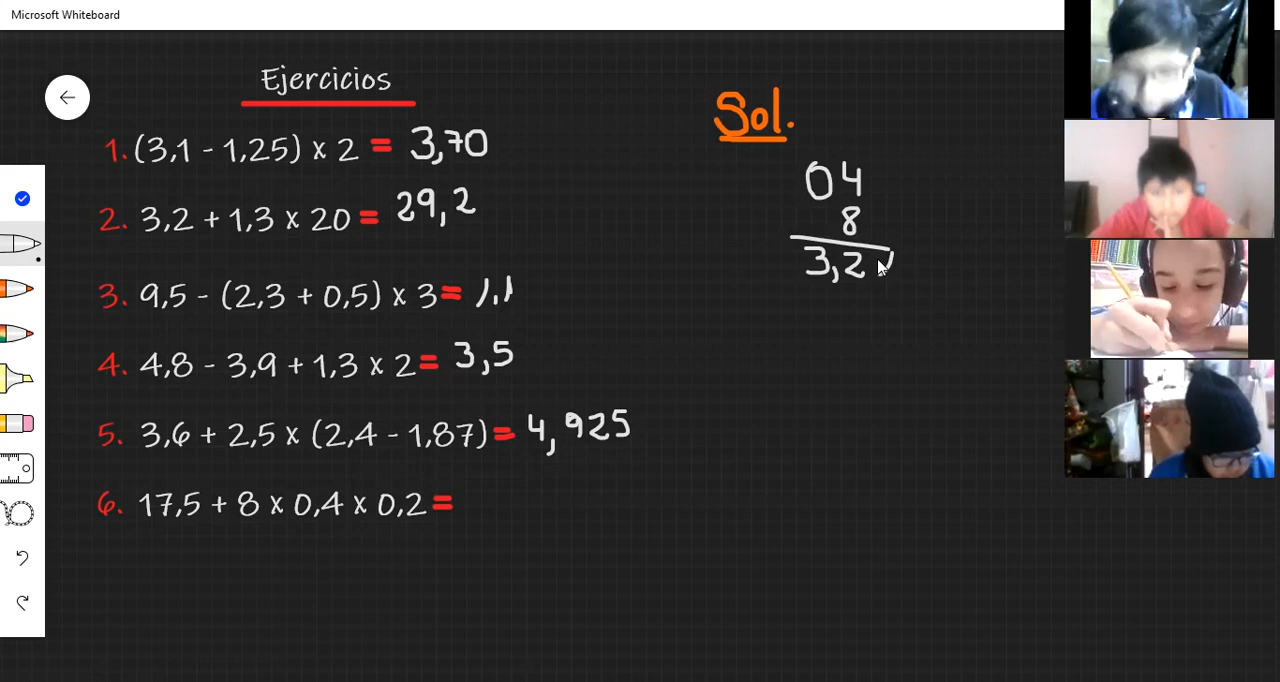 Microsoft Whiteboard
Ejercicios
1. (3,1 - 1,25) x 2 = 3,70
2. 3,2 + 1,3 x 20 = 29,2
3. 9,5 - (2,3 + 0,5) x 3 = 1,1
4. 4,8 - 3,9 + 1,3 x 2 = 3,5
5. 3,6 + 2,5 x (2,4 - 1,87) = 4,925
6. 17,5 + 8 x 0,4 x 0,2 =
Sol.
04
8
3,2